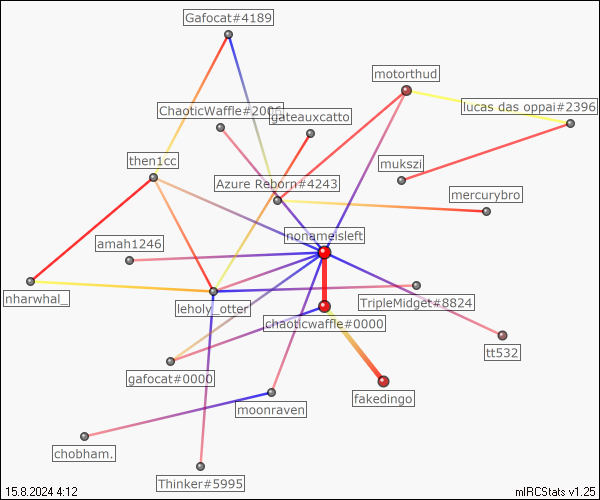 Gafocat#4189
motorthud
lucas das oppai#2396
ChaoticWaffle#2006
gateauxcatto
then1cc
mukszi
Azure Reborn#4243
mercurybro
nonameisleft
amah1246
nharwhal_
leholy_otter
TripleMidget#8824
chaoticwaffle#0000
tt532
gafocat#0000
fakedingo
moonraven
chobham.
Thinker#5995
15.8.2024 4:12
mIRCStats v1.25